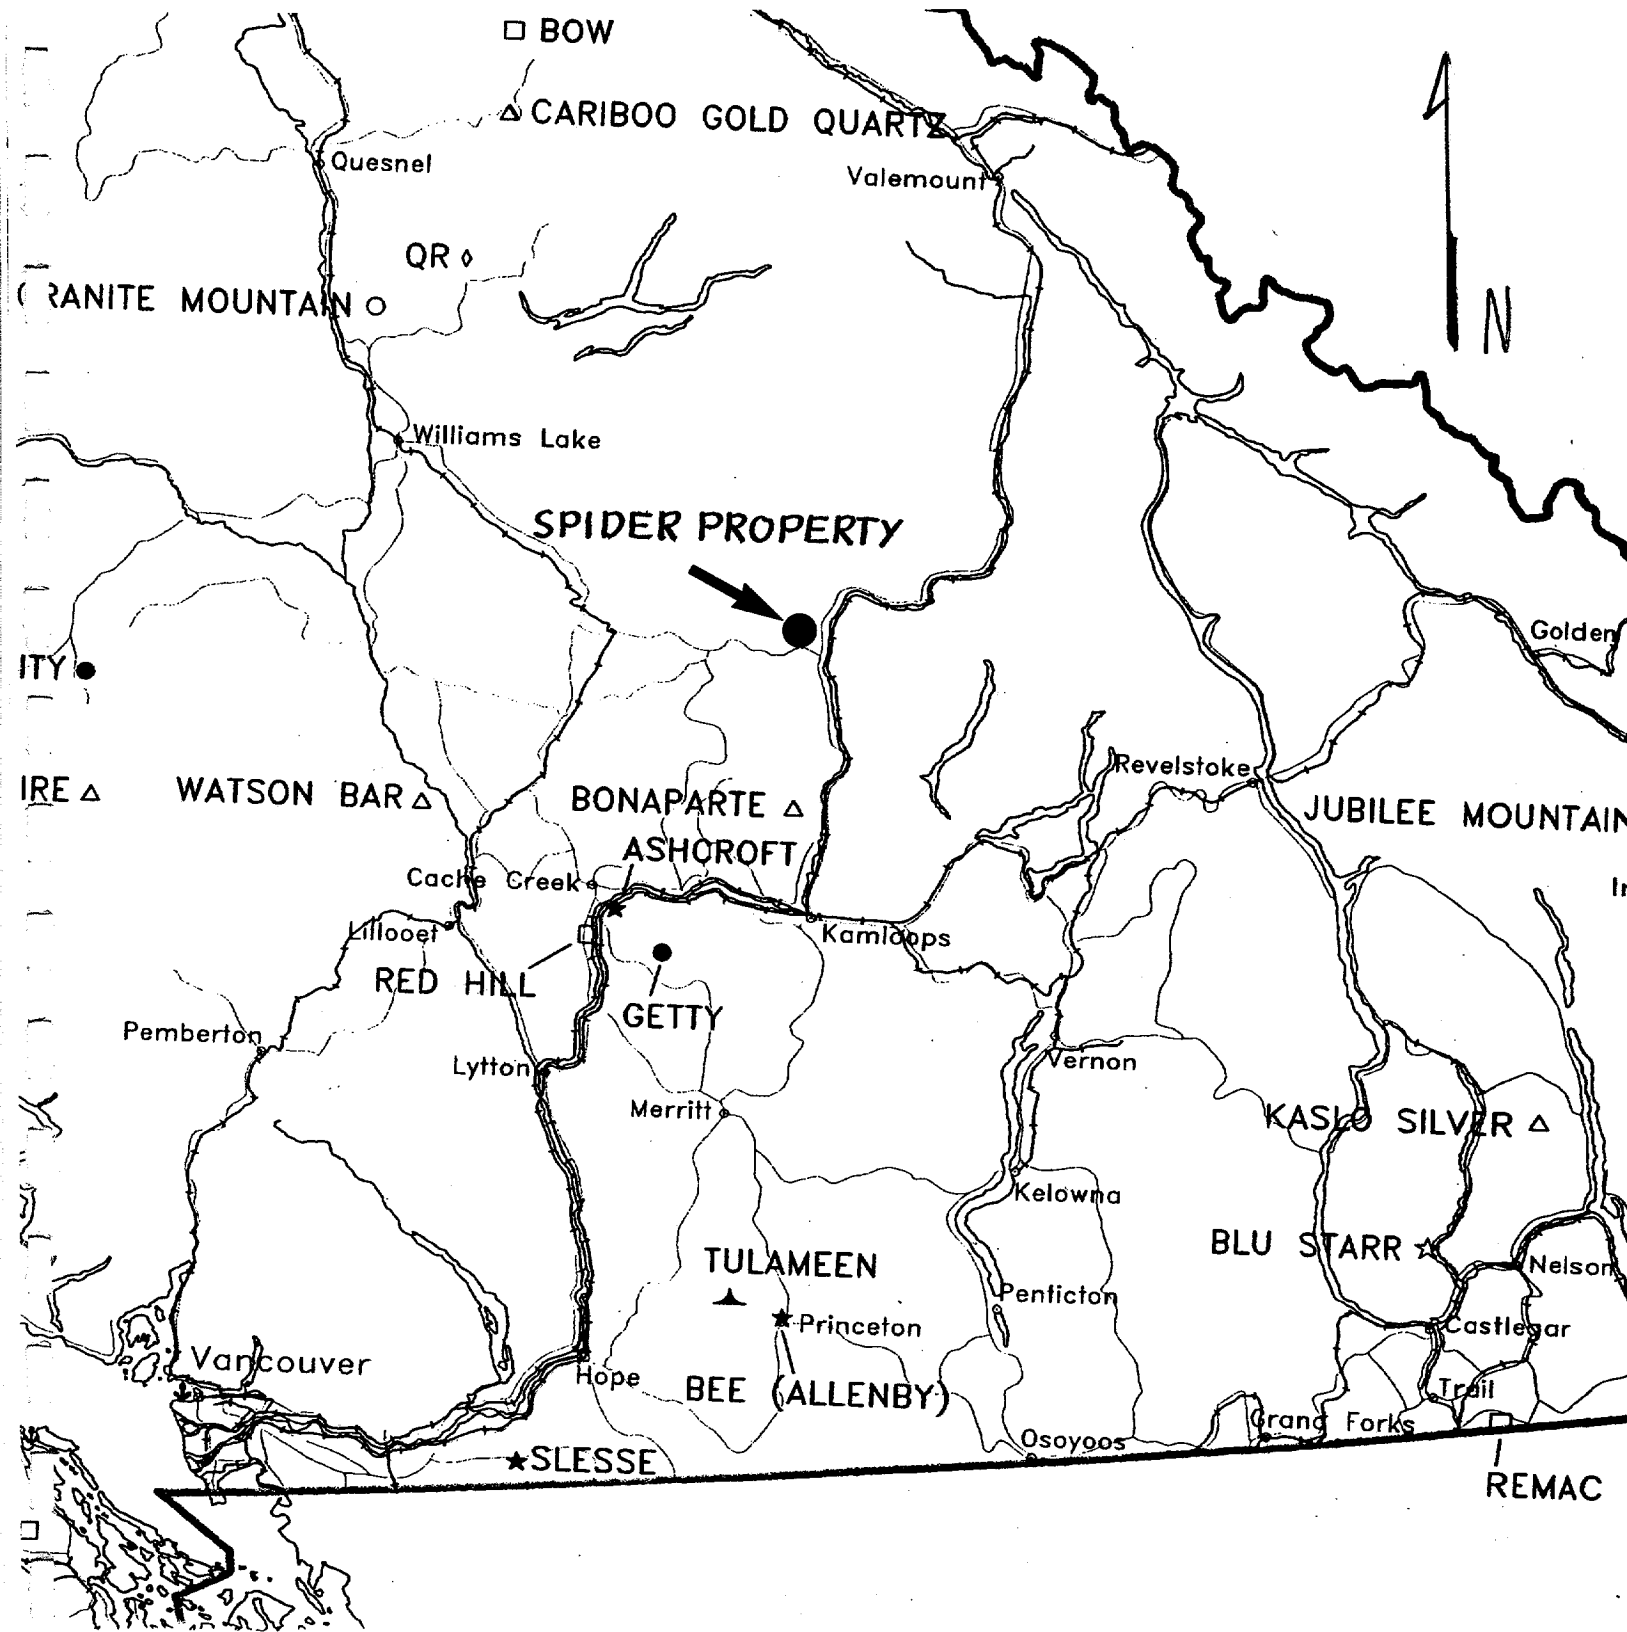 BOW
CARIBOO GOLD QUARTZ
Quesnel
Valemount
QR
RANITE MOUNTAIN
N
Williams Lake
SPIDER PROPERTY
Golden
ITY
IRE
WATSON BAR
BONAPARTE
Revelstoke
JUBILEE MOUNTAIN
ASHCROFT
Cache Creek
Lillooet
Kamloops
RED HILL
GETTY
Pemberton
Lytton
Vernon
Merritt
KASLO SILVER
Kelowna
BLU STARR
TULAMEEN
Nelson
Penticton
Princeton
Castlegar
Vancouver
Hope
BEE (ALLENBY)
Trail
Grand Forks
Osoyoos
SLESSE
REMAC